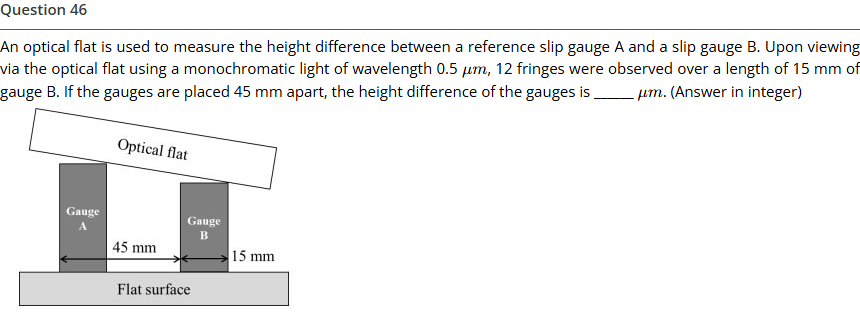 Question 46
An optical flat is used to measure the height difference between a reference slip gauge A and a slip gauge B. Upon viewing
via the optical flat using a monochromatic light of wavelength 0.5 μm, 12 fringes were observed over a length of 15 mm of
gauge B. If the gauges are placed 45 mm apart, the height difference of the gauges is _____ μm. (Answer in integer)
Optical flat
Gauge
A
Gauge
B
45 mm
15 mm
Flat surface